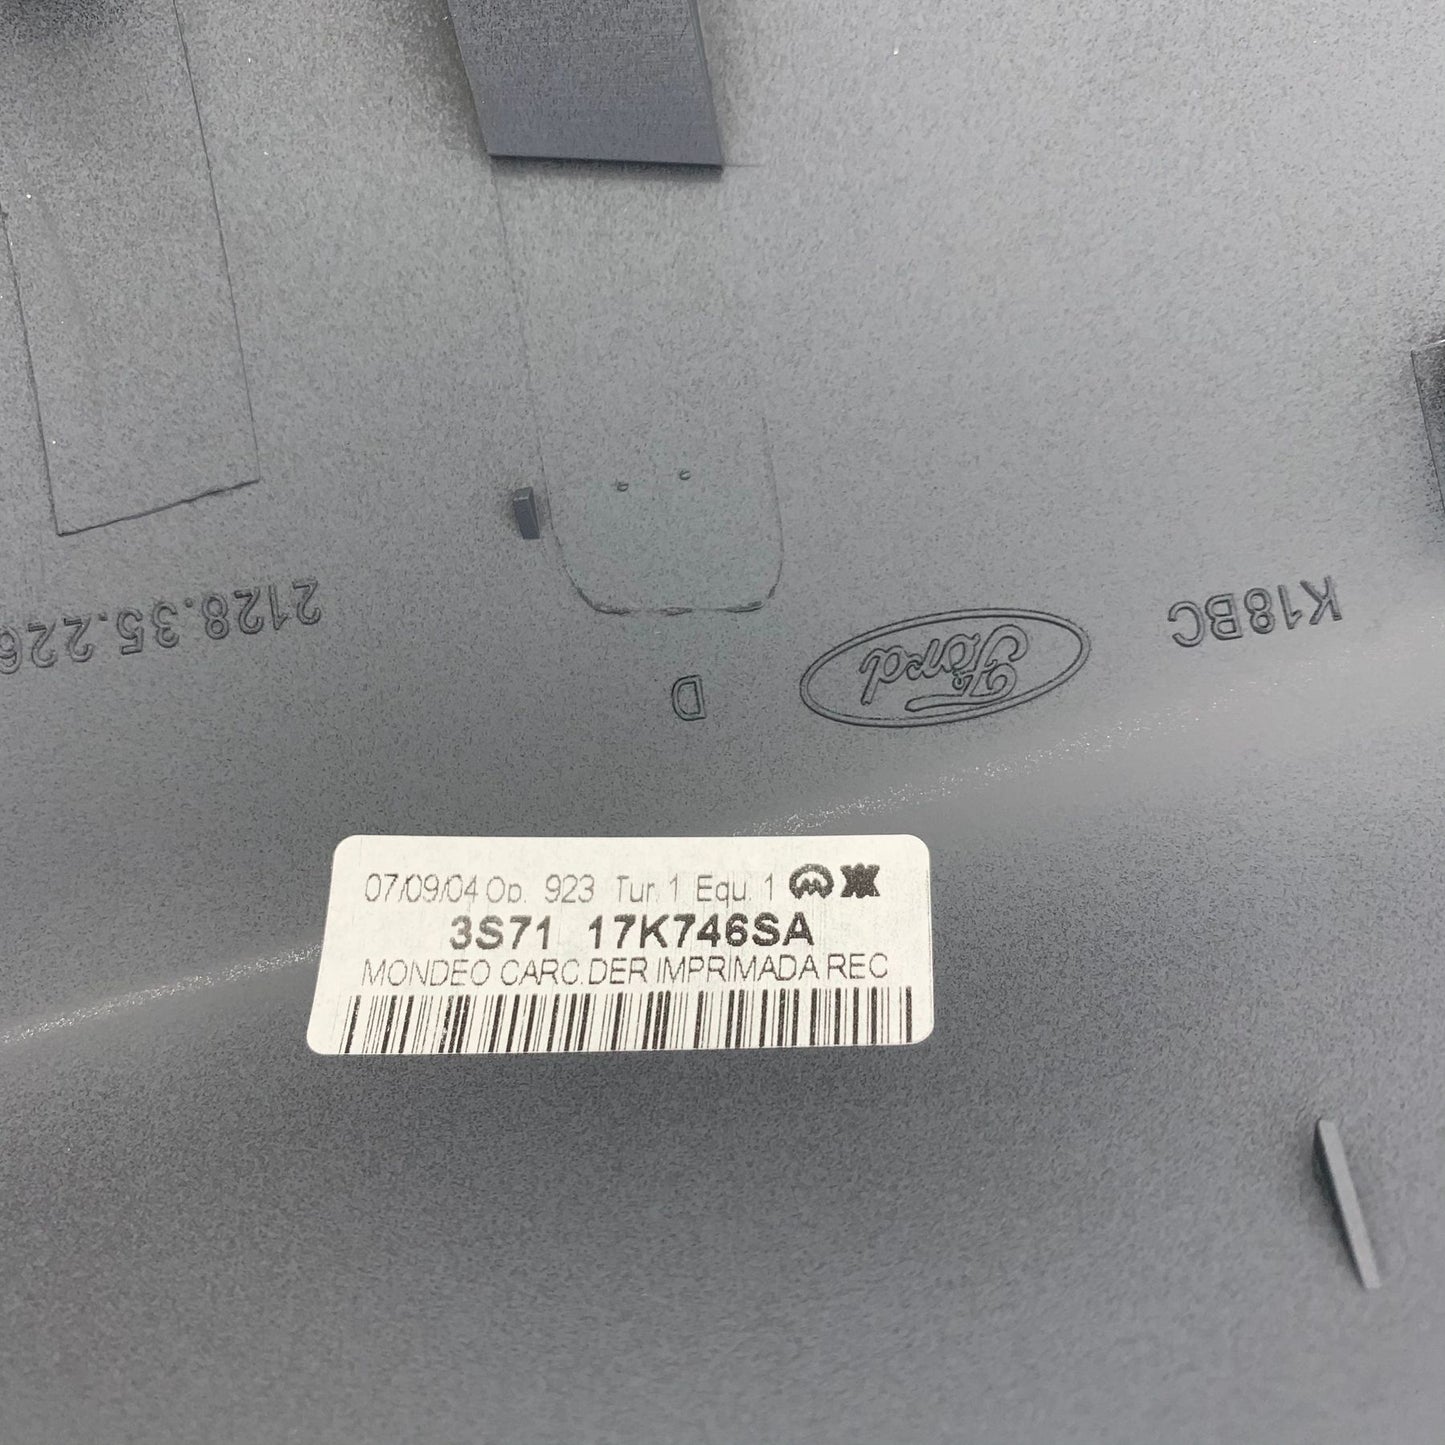 2128.35.226
D
Ford
K18BC
07/09/04 Op. 923 Tur. 1 Equ. 1
3S71 17K746SA
MONDEO CARC.DER IMPRIMADA REC